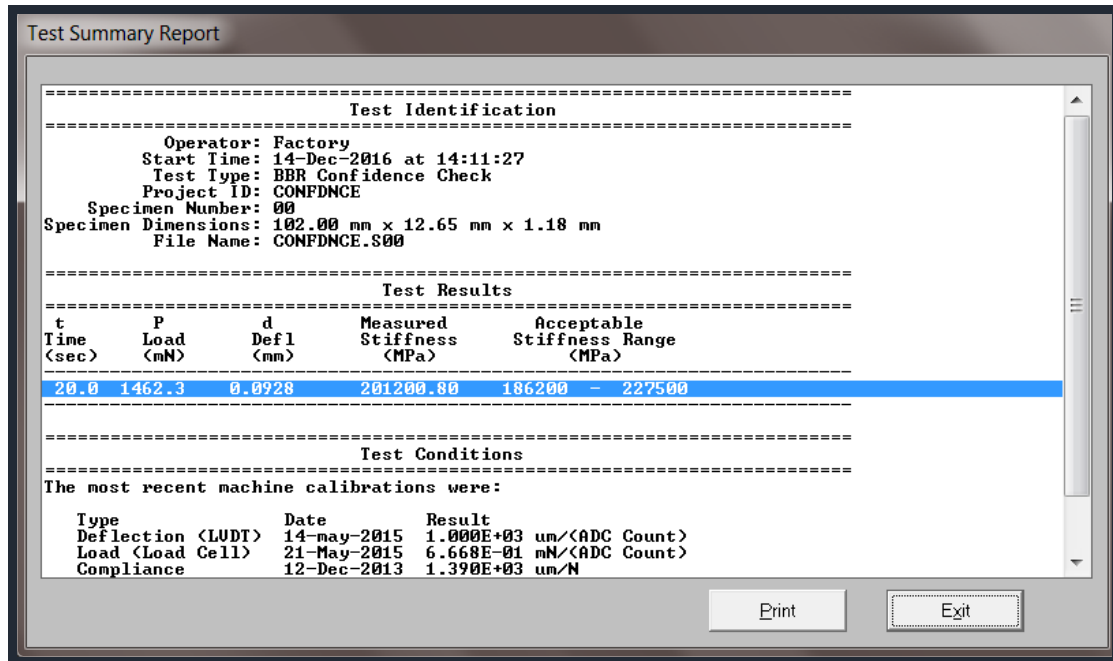 Test Summary Report
==========================================================================
Test Identification
==========================================================================
Operator: Factory
Start Time: 14-Dec-2016 at 14:11:27
Test Type: BBR Confidence Check
Project ID: CONFDNCE
Specimen Number: 00
Specimen Dimensions: 102.00 mm x 12.65 mm x 1.18 mm
File Name: CONFDNCE.S00
==========================================================================
Test Results
==========================================================================
t P d Measured Acceptable
Time Load Defl Stiffness Stiffness Range
(sec) (mN) (mm) (MPa) (MPa)
--------------------------------------------------------------------------
20.0 1462.3 0.0928 201200.80 186200 - 227500
--------------------------------------------------------------------------
==========================================================================
Test Conditions
==========================================================================
The most recent machine calibrations were:
Type Date Result
Deflection (LVDT) 14-may-2015 1.000E+03 um/(ADC Count)
Load (Load Cell) 21-May-2015 6.668E-01 mN/(ADC Count)
Compliance 12-Dec-2013 1.390E+03 um/N
Print Exit